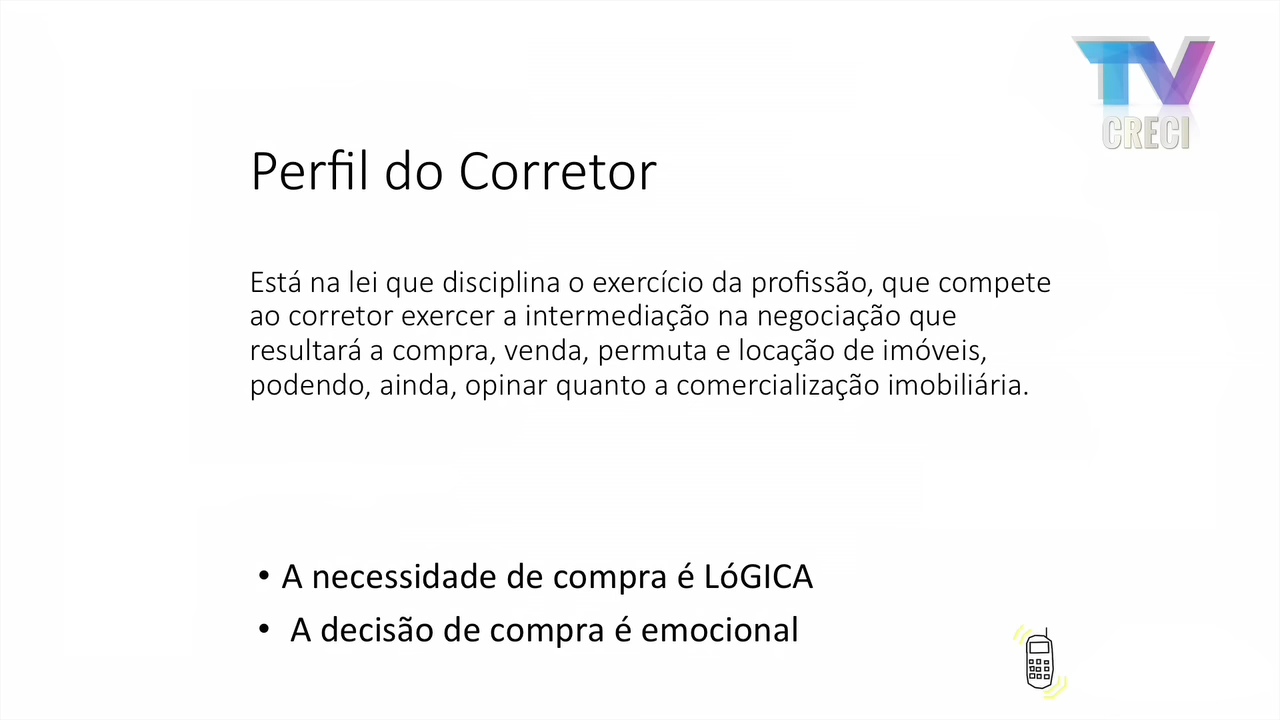 TV
CRECI
Perfil do Corretor
Está na lei que disciplina o exercício da profissão, que compete
ao corretor exercer a intermediação na negociação que
resultará a compra, venda, permuta e locação de imóveis,
podendo, ainda, opinar quanto a comercialização imobiliária.
• A necessidade de compra é LóGICA
• A decisão de compra é emocional